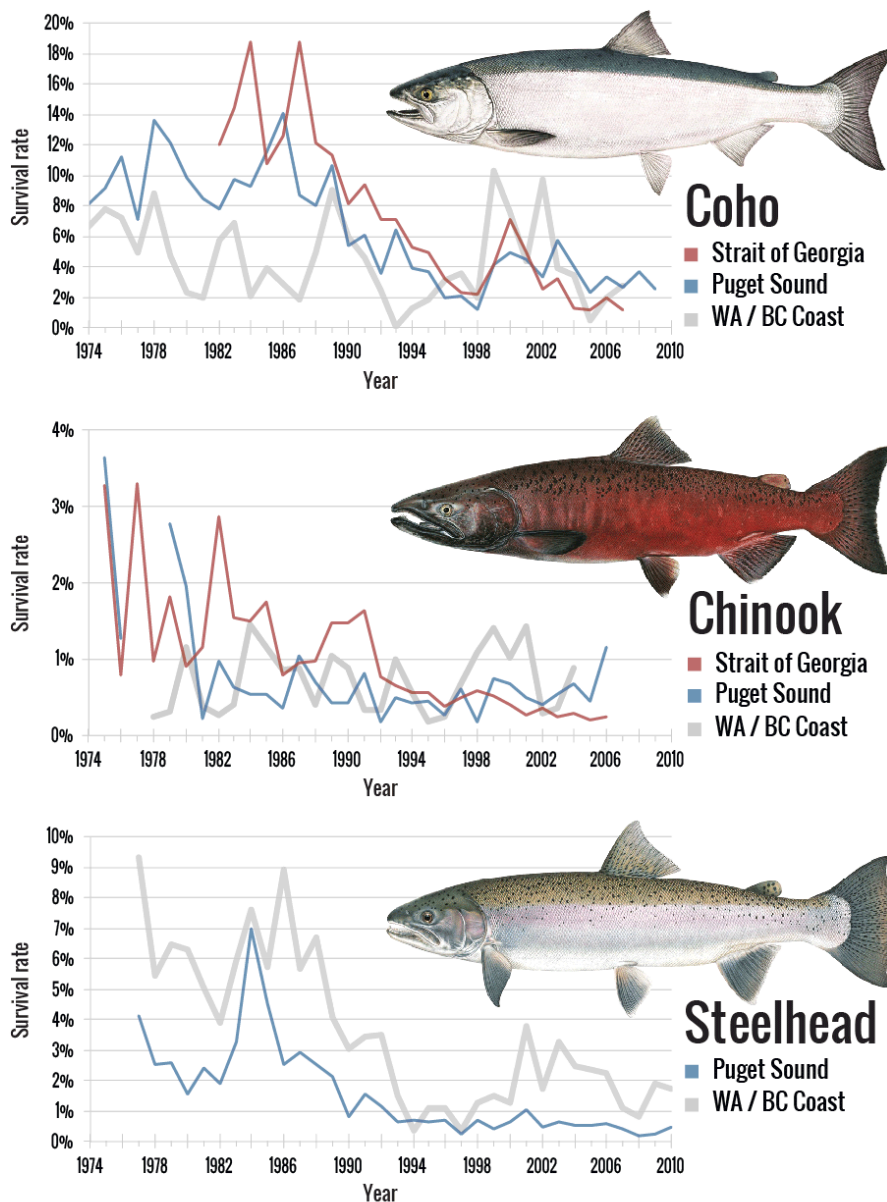 20%
18%
16%
14%
12%
10%
8%
6%
4%
2%
0%
Survival rate
1974 1978 1982 1986 1990 1994 1998 2002 2006 2010
Year
Coho
Strait of Georgia
Puget Sound
WA / BC Coast
4%
3%
2%
1%
0%
Survival rate
1974 1978 1982 1986 1990 1994 1998 2002 2006 2010
Year
Chinook
Strait of Georgia
Puget Sound
WA / BC Coast
10%
9%
8%
7%
6%
5%
4%
3%
2%
1%
0%
Survival rate
1974 1978 1982 1986 1990 1994 1998 2002 2006 2010
Year
Steelhead
Puget Sound
WA / BC Coast